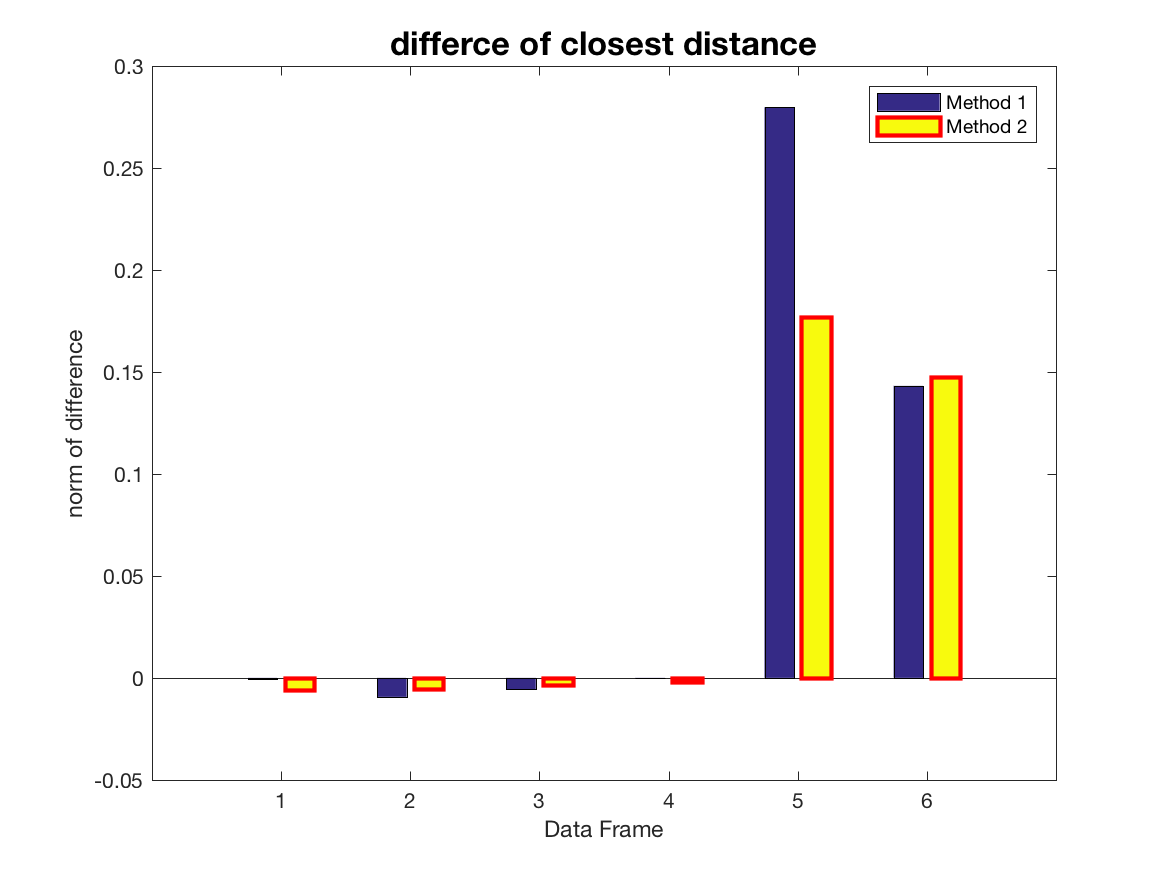 differce of closest distance
0.3
0.25
0.2
0.15
0.1
0.05
0
-0.05
norm of difference
Method 1
Method 2
1 2 3 4 5 6
Data Frame